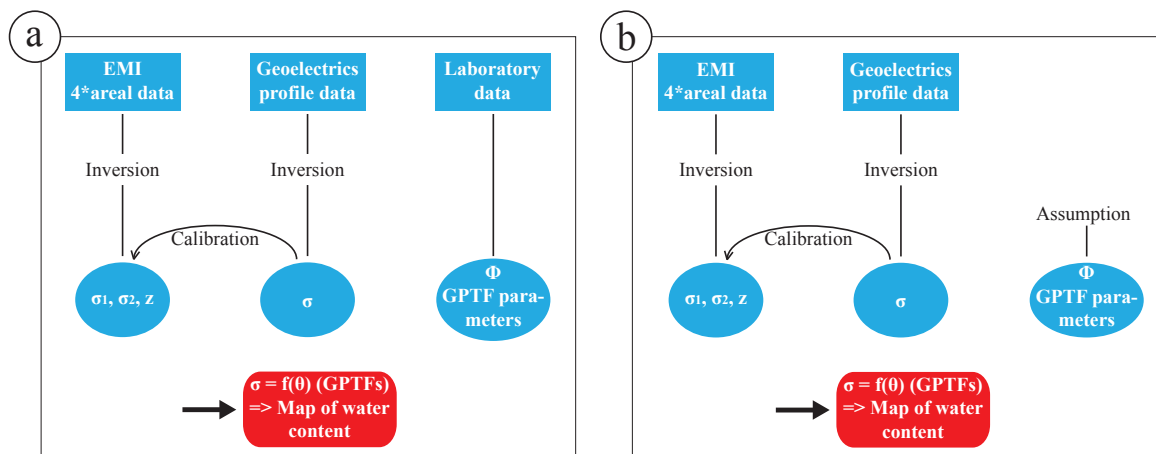 a
EMI
4*areal data
Geoelectrics
profile data
Laboratory
data
Inversion
Inversion
Calibration
σ1, σ2, z
σ
Φ
GPTF para-
meters
σ = f(θ) (GPTFs)
=> Map of water
content
b
EMI
4*areal data
Geoelectrics
profile data
Inversion
Inversion
Assumption
Calibration
σ1, σ2, z
σ
Φ
GPTF para-
meters
σ = f(θ) (GPTFs)
=> Map of water
content